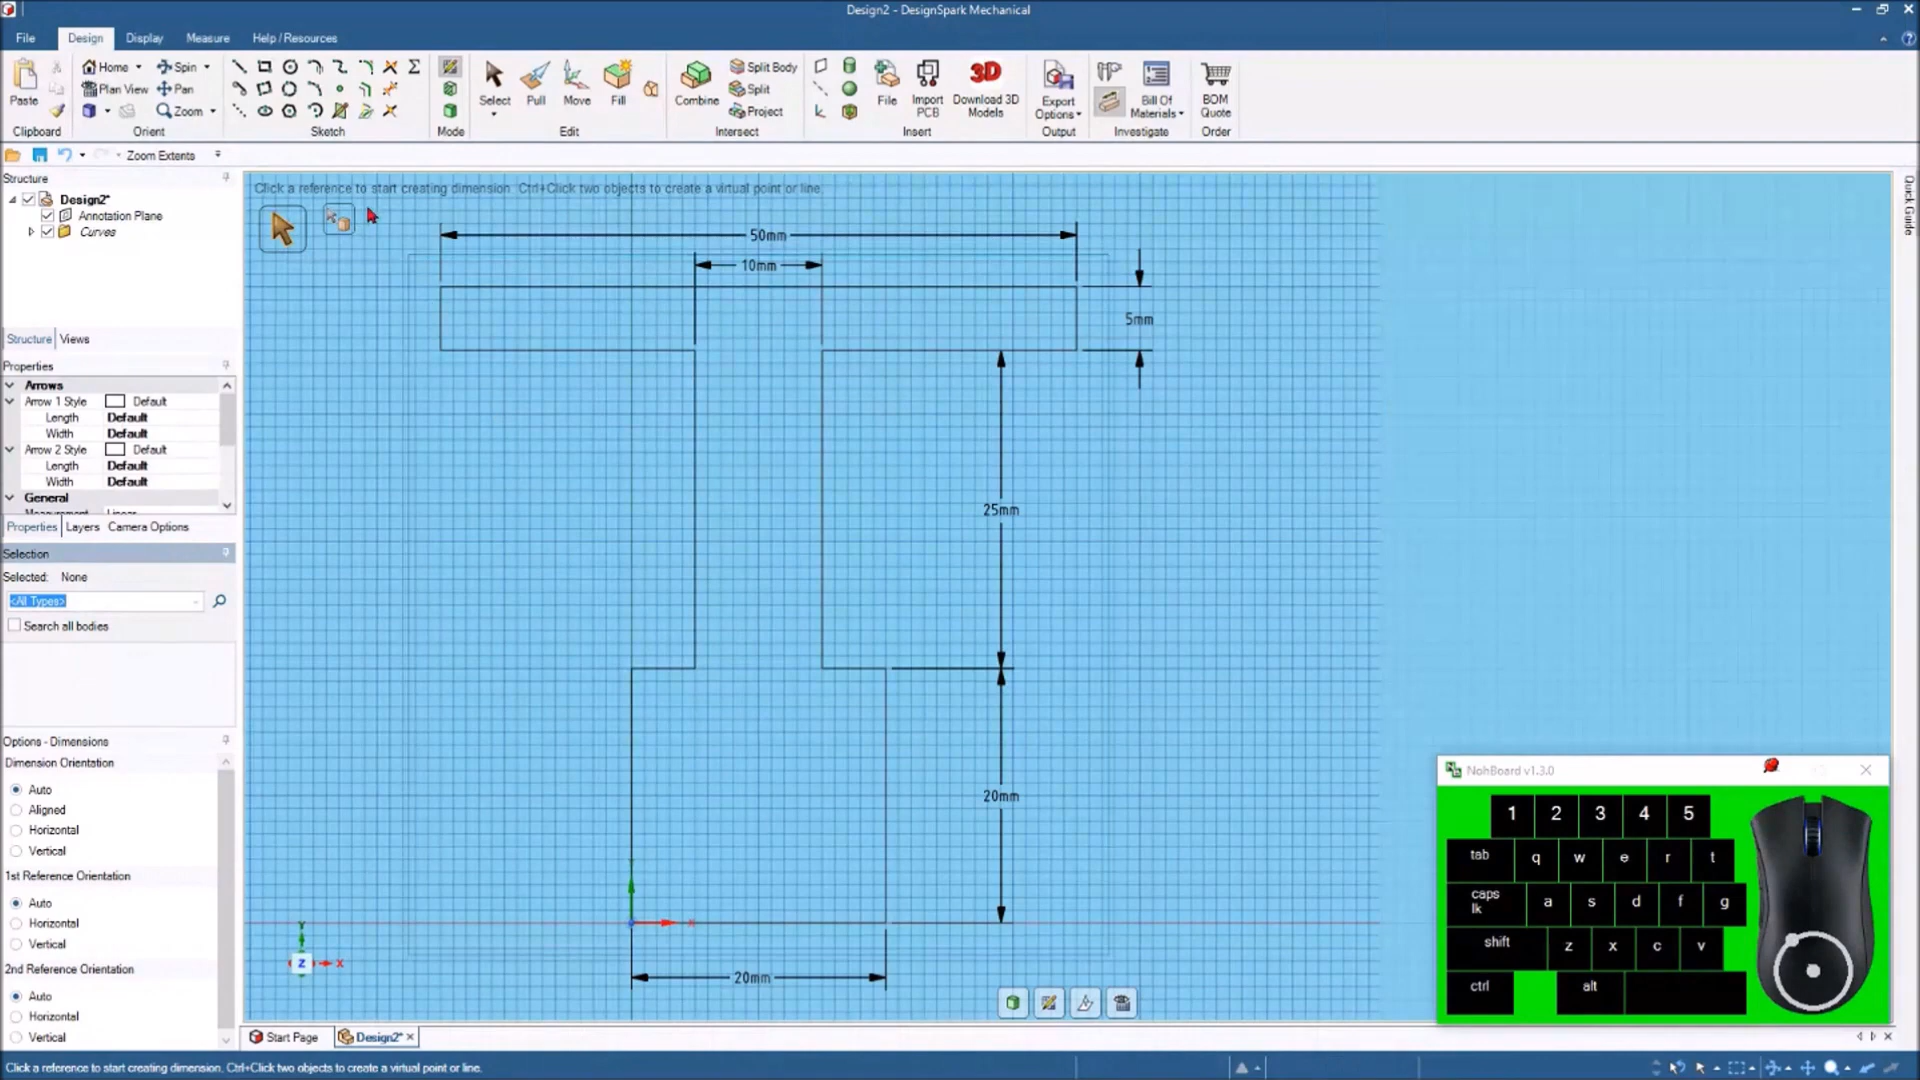 Design2 - DesignSpark Mechanical
File
Design
Display
Measure
Help / Resources
Paste
Home
Spin
Plan View
Pan
Zoom
Select
Pull
Move
Fill
Combine
Split Body
Split
Project
File
Import PCB
3D
Download 3D Models
Export Options
Bill Of Materials
BOM Quote
Clipboard
Orient
Sketch
Mode
Edit
Intersect
Insert
Output
Investigate
Order
Zoom Extents
Structure
Design2*
Annotation Plane
Curves
Structure
Views
Properties
Arrows
Arrow 1 Style Default
Length Default
Width Default
Arrow 2 Style Default
Length Default
Width Default
General
Properties
Layers
Camera Options
Selection
Selected: None
<All Types>
Search all bodies
Options - Dimensions
Dimension Orientation
Auto
Aligned
Horizontal
Vertical
1st Reference Orientation
Auto
Horizontal
Vertical
2nd Reference Orientation
Auto
Horizontal
Vertical
Click a reference to start creating dimension. Ctrl+Click two objects to create a virtual point or line.
50mm
10mm
5mm
25mm
20mm
20mm
X
Y
Z
X
Quick Guide
NohBoard v1.3.0
1 2 3 4 5
tab q w e r t
caps lk a s d f g
shift z x c v
ctrl alt
Start Page
Design2*
Click a reference to start creating dimension. Ctrl+Click two objects to create a virtual point or line.